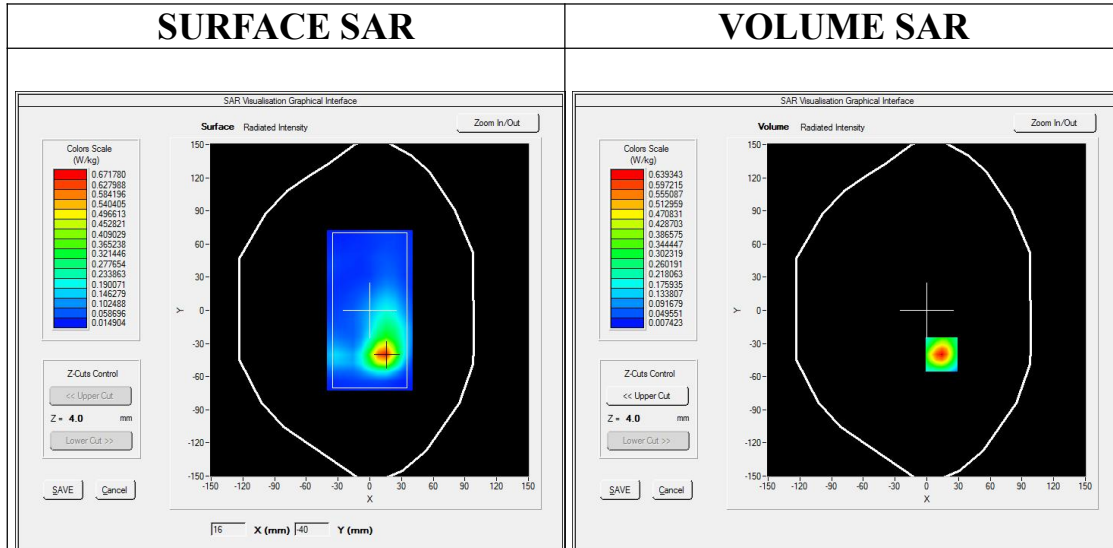 SURFACE SAR
VOLUME SAR
SAR Visualisation Graphical Interface
Surface Radiated Intensity
Zoom In/Out
Colors Scale
(W/kg)
0.671780
0.627988
0.584196
0.540405
0.496613
0.452821
0.409029
0.365238
0.321446
0.277654
0.233863
0.190071
0.146279
0.102488
0.058696
0.014904
Z-Cuts Control
<< Upper Cut
Z = 4.0 mm
Lower Cut >>
SAVE Cancel
150
120
90
60
30
Y 0
-30
-60
-90
-120
-150
-150 -120 -90 -60 -30 0 30 60 90 120 150
X
16 X (mm) -40 Y (mm)
SAR Visualisation Graphical Interface
Volume Radiated Intensity
Zoom In/Out
Colors Scale
(W/kg)
0.639343
0.597215
0.555087
0.512959
0.470831
0.428703
0.386575
0.344447
0.302319
0.260191
0.218063
0.175935
0.133807
0.091679
0.049551
0.007423
Z-Cuts Control
<< Upper Cut
Z = 4.0 mm
Lower Cut >>
SAVE Cancel
150
120
90
60
30
Y 0
-30
-60
-90
-120
-150
-150 -120 -90 -60 -30 0 30 60 90 120 150
X